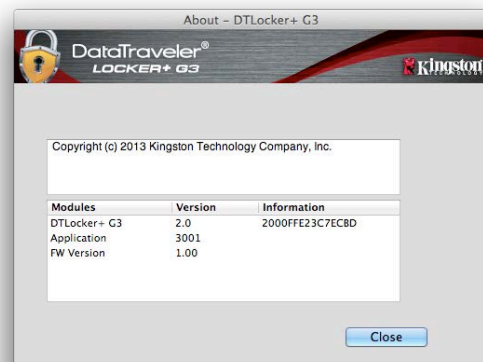 About – DTLocker+ G3
DataTraveler®
LOCKER+ G3
Kingston
TECHNOLOGY
Copyright (c) 2013 Kingston Technology Company, Inc.
Modules Version Information
DTLocker+ G3 2.0 2000FFE23C7ECBD
Application 3001
FW Version 1.00
Close